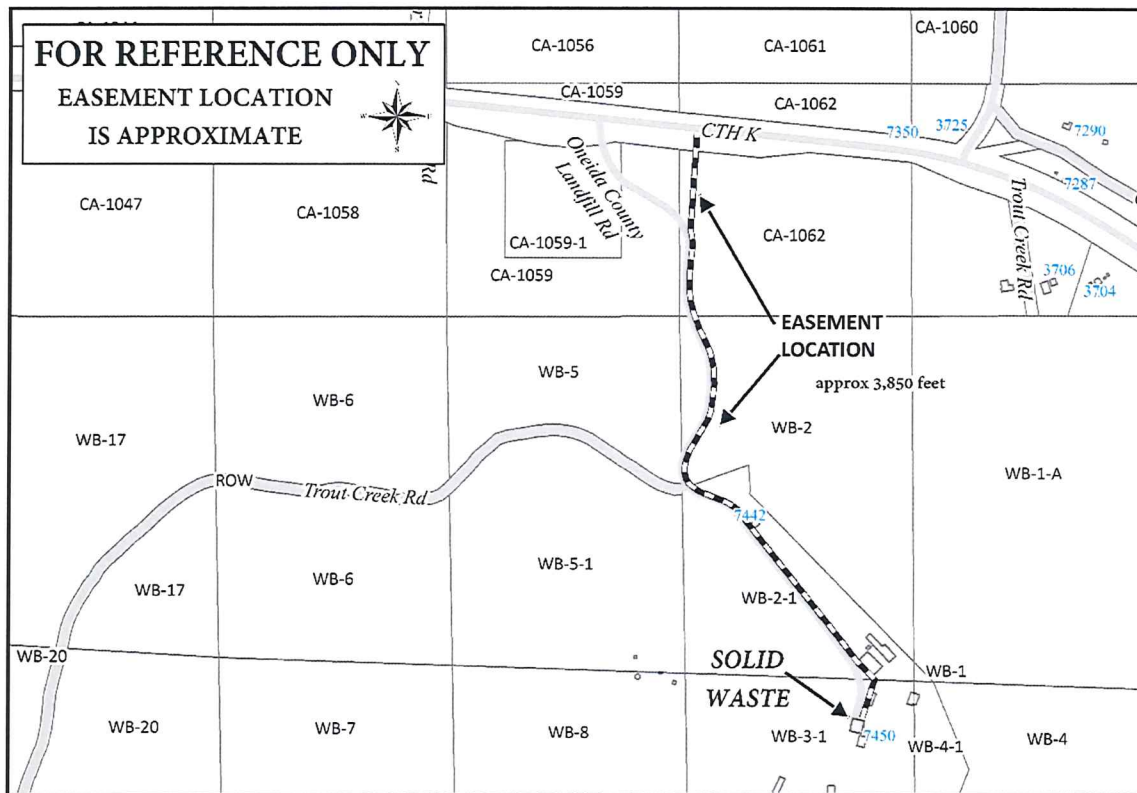 FOR REFERENCE ONLY
EASEMENT LOCATION
IS APPROXIMATE
N
W
E
S
CA-1056
CA-1061
CA-1060
CA-1059
CA-1062
CTH K
7350
3725
7290
7287
Rd
Oneida County
Landfill Rd
CA-1047
CA-1058
CA-1059-1
CA-1059
CA-1062
Trout Creek Rd
3706
3704
EASEMENT
LOCATION
approx 3,850 feet
WB-5
WB-6
WB-17
WB-2
WB-1-A
ROW
Trout Creek Rd
7442
WB-5-1
WB-6
WB-17
WB-2-1
WB-20
SOLID
WASTE
WB-1
WB-20
WB-7
WB-8
WB-3-1
7450
WB-4-1
WB-4